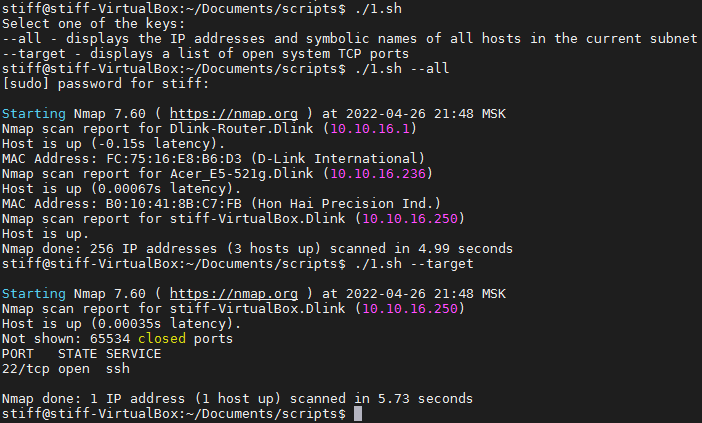 stiff@stiff-VirtualBox:~/Documents/scripts$ ./1.sh
Select one of the keys:
--all - displays the IP addresses and symbolic names of all hosts in the current subnet
--target - displays a list of open system TCP ports
stiff@stiff-VirtualBox:~/Documents/scripts$ ./1.sh --all
[sudo] password for stiff:
Starting Nmap 7.60 ( https://nmap.org ) at 2022-04-26 21:48 MSK
Nmap scan report for Dlink-Router.Dlink (10.10.16.1)
Host is up (-0.15s latency).
MAC Address: FC:75:16:E8:B6:D3 (D-Link International)
Nmap scan report for Acer_E5-521g.Dlink (10.10.16.236)
Host is up (0.00067s latency).
MAC Address: B0:10:41:8B:C7:FB (Hon Hai Precision Ind.)
Nmap scan report for stiff-VirtualBox.Dlink (10.10.16.250)
Host is up.
Nmap done: 256 IP addresses (3 hosts up) scanned in 4.99 seconds
stiff@stiff-VirtualBox:~/Documents/scripts$ ./1.sh --target
Starting Nmap 7.60 ( https://nmap.org ) at 2022-04-26 21:48 MSK
Nmap scan report for stiff-VirtualBox.Dlink (10.10.16.250)
Host is up (0.00035s latency).
Not shown: 65534 closed ports
PORT   STATE SERVICE
22/tcp open  ssh
Nmap done: 1 IP address (1 host up) scanned in 5.73 seconds
stiff@stiff-VirtualBox:~/Documents/scripts$